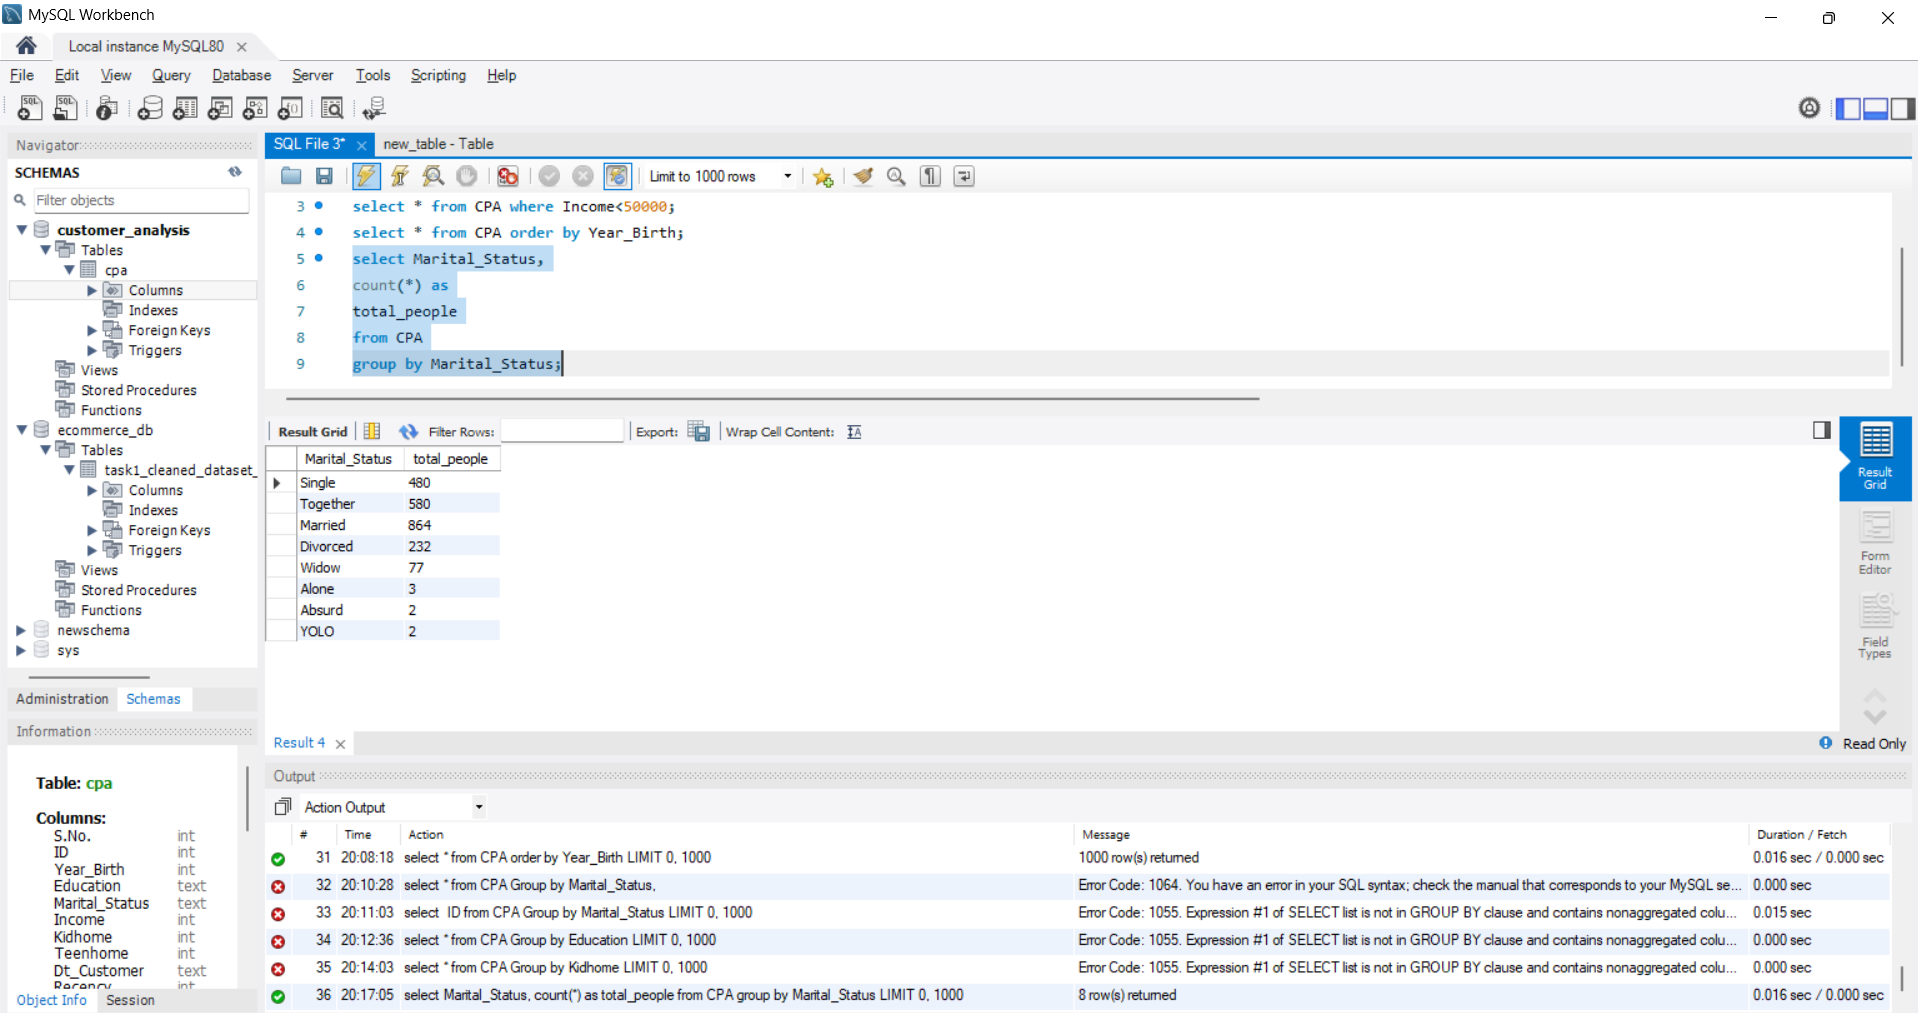 MySQL Workbench
Local instance MySQL80
File Edit View Query Database Server Tools Scripting Help
Navigator
SCHEMAS
Filter objects
customer_analysis
Tables
cpa
Columns
Indexes
Foreign Keys
Triggers
Views
Stored Procedures
Functions
ecommerce_db
Tables
task1_cleaned_dataset_
Columns
Indexes
Foreign Keys
Triggers
Views
Stored Procedures
Functions
newschema
sys
Administration Schemas
Information
Table: cpa
Columns:
S.No. int
ID int
Year_Birth int
Education text
Marital_Status text
Income int
Kidhome int
Teenhome int
Dt_Customer text
Recency int
Object Info Session
SQL File 3* new_table - Table
Limit to 1000 rows
3 select * from CPA where Income<50000;
4 select * from CPA order by Year_Birth;
5 select Marital_Status,
6 count(*) as
7 total_people
8 from CPA
9 group by Marital_Status;
Result Grid Filter Rows: Export: Wrap Cell Content:
Marital_Status total_people
Single 480
Together 580
Married 864
Divorced 232
Widow 77
Alone 3
Absurd 2
YOLO 2
Result
Grid
Form
Editor
Field
Types
Result 4
Read Only
Output
Action Output
# Time Action Message Duration / Fetch
31 20:08:18 select * from CPA order by Year_Birth LIMIT 0, 1000 1000 row(s) returned 0.016 sec / 0.000 sec
32 20:10:28 select * from CPA Group by Marital_Status, Error Code: 1064. You have an error in your SQL syntax; check the manual that corresponds to your MySQL se... 0.000 sec
33 20:11:03 select ID from CPA Group by Marital_Status LIMIT 0, 1000 Error Code: 1055. Expression #1 of SELECT list is not in GROUP BY clause and contains nonaggregated colu... 0.015 sec
34 20:12:36 select * from CPA Group by Education LIMIT 0, 1000 Error Code: 1055. Expression #1 of SELECT list is not in GROUP BY clause and contains nonaggregated colu... 0.000 sec
35 20:14:03 select * from CPA Group by Kidhome LIMIT 0, 1000 Error Code: 1055. Expression #1 of SELECT list is not in GROUP BY clause and contains nonaggregated colu... 0.000 sec
36 20:17:05 select Marital_Status, count(*) as total_people from CPA group by Marital_Status LIMIT 0, 1000 8 row(s) returned 0.016 sec / 0.000 sec